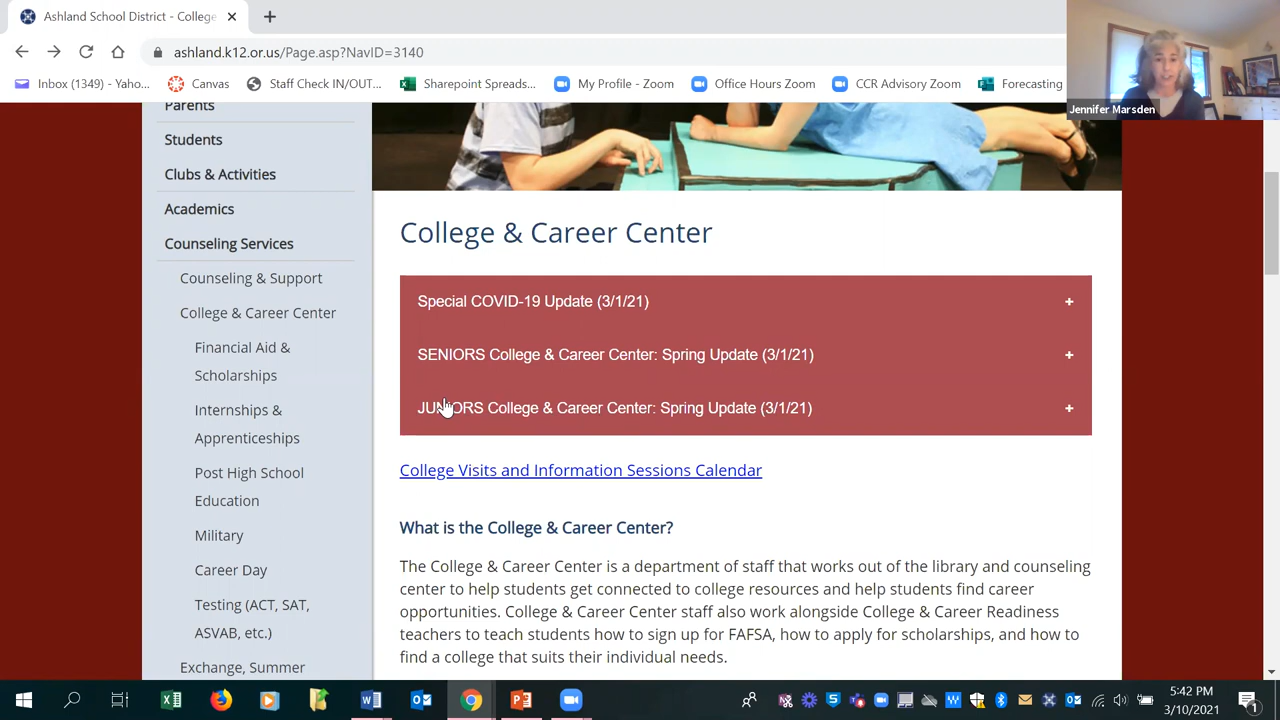 Ashland School District - College
ashland.k12.or.us/Page.asp?NavID=3140
Inbox (1349) - Yaho...
Canvas
Staff Check IN/OUT...
Sharepoint Spreads...
My Profile - Zoom
Office Hours Zoom
CCR Advisory Zoom
Forecasting
Jennifer Marsden
Parents
Students
Clubs & Activities
Academics
Counseling Services
Counseling & Support
College & Career Center
Financial Aid &
Scholarships
Internships &
Apprenticeships
Post High School
Education
Military
Career Day
Testing (ACT, SAT,
ASVAB, etc.)
Exchange, Summer
College & Career Center
Special COVID-19 Update (3/1/21) +
SENIORS College & Career Center: Spring Update (3/1/21) +
JUNIORS College & Career Center: Spring Update (3/1/21) +
College Visits and Information Sessions Calendar
What is the College & Career Center?
The College & Career Center is a department of staff that works out of the library and counseling
center to help students get connected to college resources and help students find career
opportunities. College & Career Center staff also work alongside College & Career Readiness
teachers to teach students how to sign up for FAFSA, how to apply for scholarships, and how to
find a college that suits their individual needs.
5:42 PM
3/10/2021